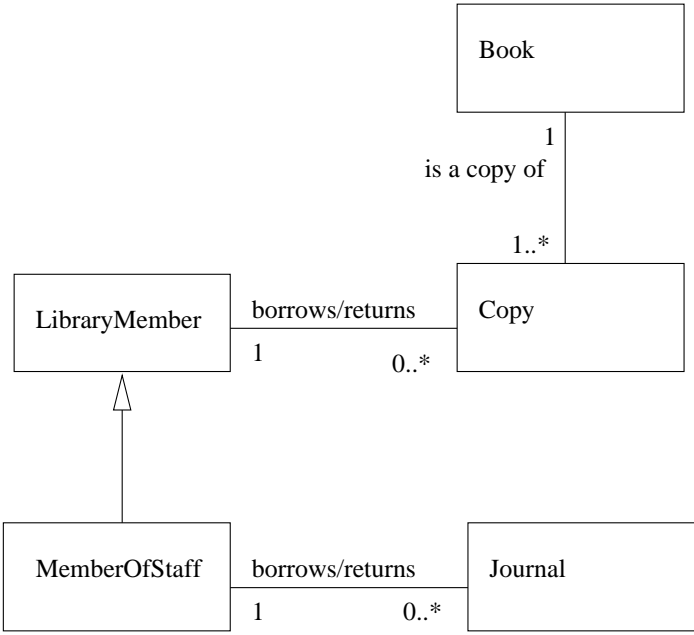 Book
1
is a copy of
1..*
LibraryMember
borrows/returns
Copy
1
0..*
MemberOfStaff
borrows/returns
Journal
1
0..*